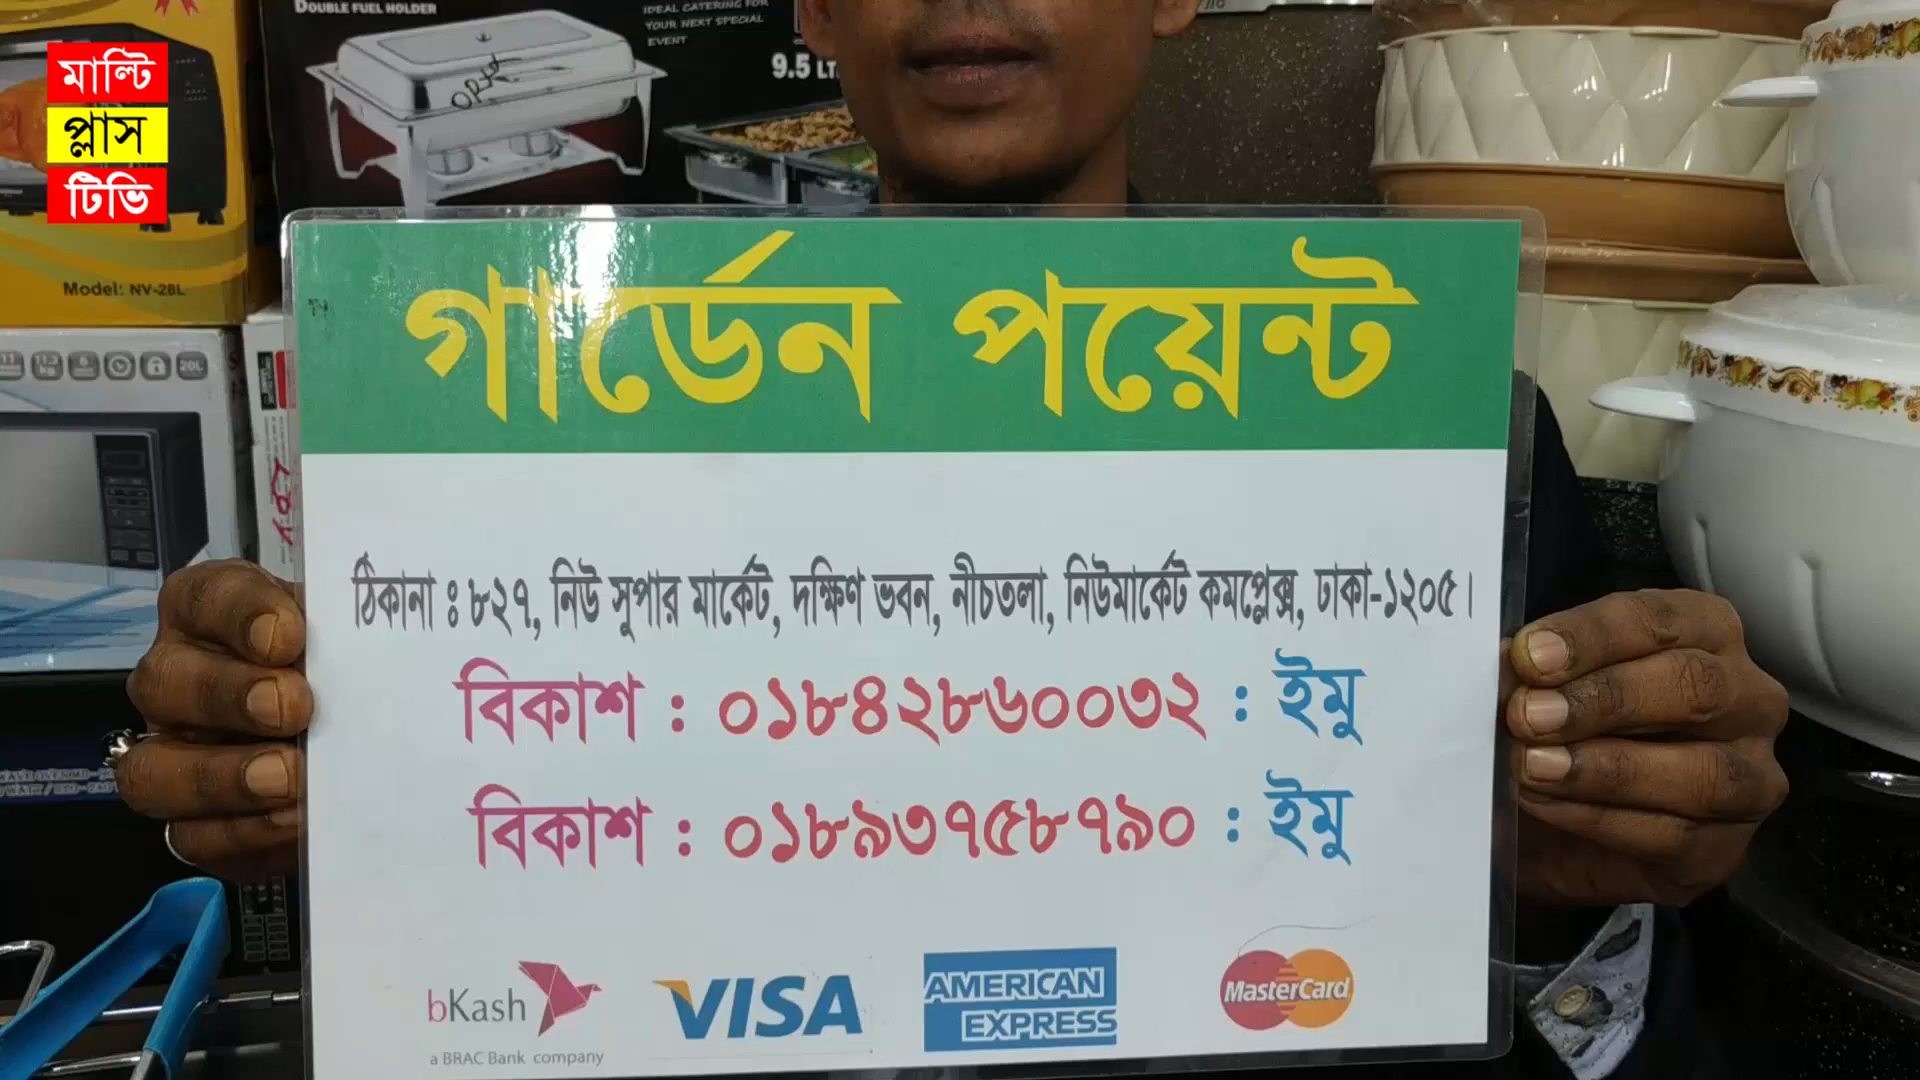 DOUBLE FUEL HOLDER
IDEAL CATERING FOR
YOUR NEXT SPECIAL
EVENT
9.5 LT
মাল্টি
প্লাস
টিভি
Model: NV-28L
20L
গার্ডেন পয়েন্ট
ঠিকানা : ৮২৭, নিউ সুপার মার্কেট, দক্ষিণ ভবন, নীচতলা, নিউমার্কেট কমপ্লেক্স, ঢাকা-১২০৫।
বিকাশ : ০১৮৪২৮৬০০৩২ : ইমু
বিকাশ : ০১৮৯৩৭৫৮৭৯০ : ইমু
bKash
a BRAC Bank company
VISA
AMERICAN
EXPRESS
MasterCard